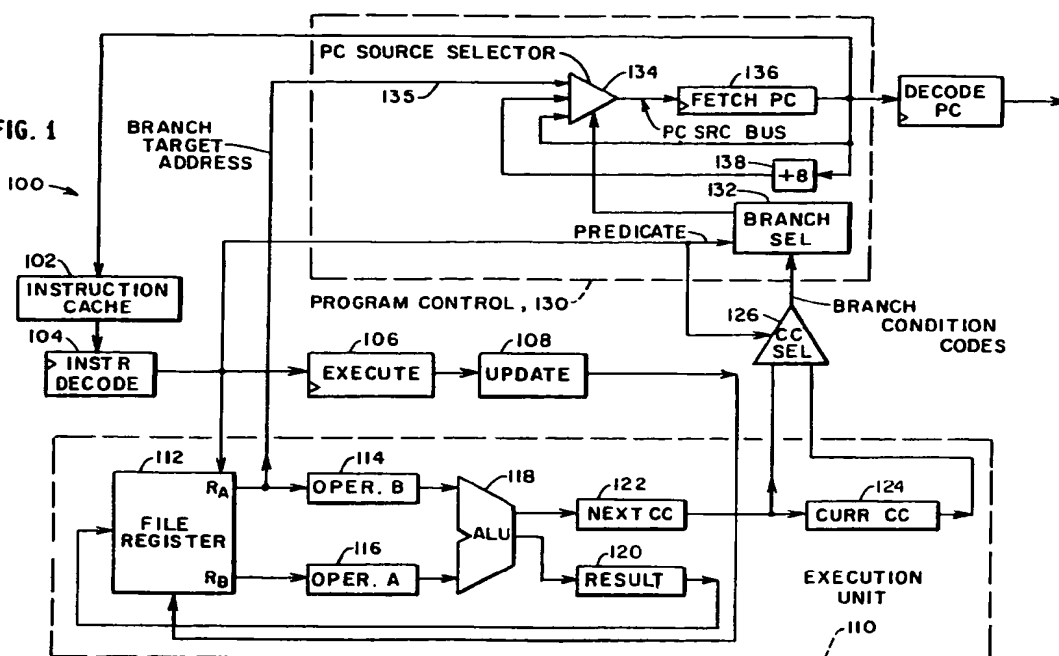 PC SOURCE SELECTOR
134
136
135
FETCH PC
DECODE
PC
FIG. 1
BRANCH
TARGET
ADDRESS
PC SRC BUS
138
+8
100
132
BRANCH
SEL
PREDICATE
102
INSTRUCTION
CACHE
PROGRAM CONTROL, 130
126
CC
SEL
BRANCH
CONDITION
CODES
104
INSTR
DECODE
106
EXECUTE
108
UPDATE
112
RA
FILE
REGISTER
RB
114
OPER. B
116
OPER. A
118
ALU
122
NEXT CC
120
RESULT
124
CURR CC
EXECUTION
UNIT
110